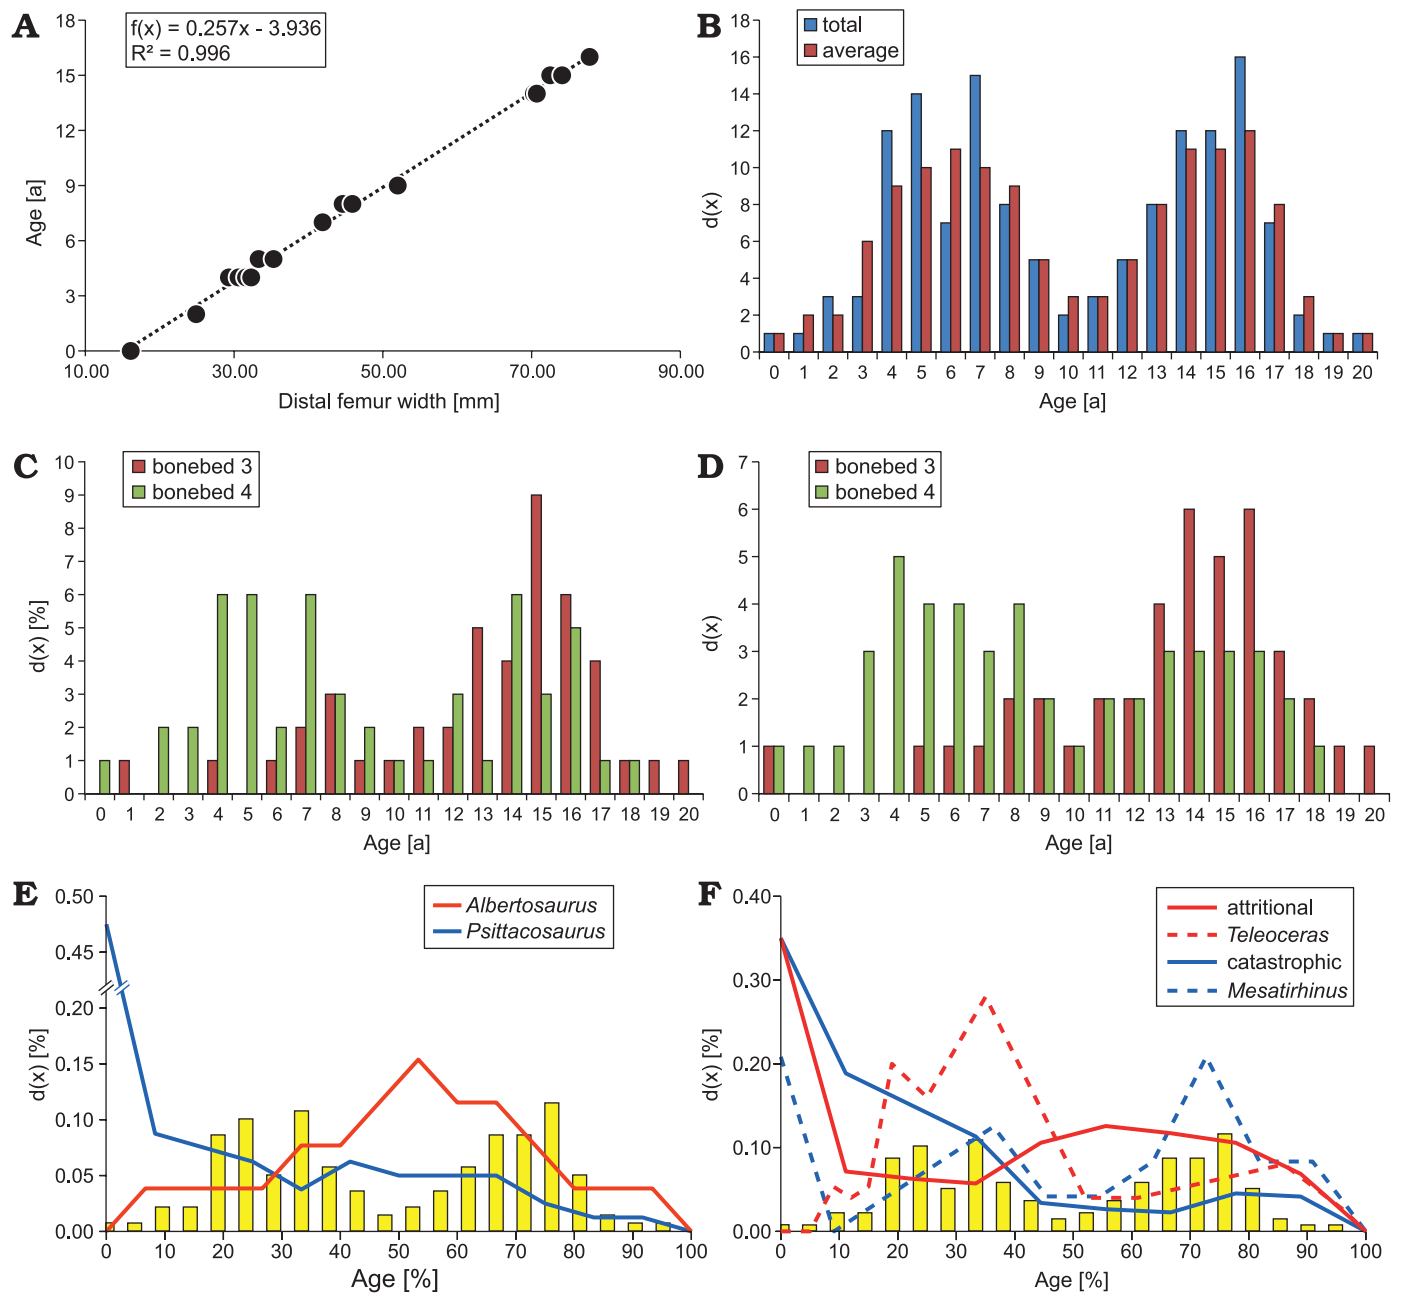 A
f(x) = 0.257x - 3.936
R² = 0.996
18
15
12
9
6
3
0
Age [a]
10.00 30.00 50.00 70.00 90.00
Distal femur width [mm]
B
total
average
18
16
14
12
10
8
6
4
2
0
d(x)
0 1 2 3 4 5 6 7 8 9 10 11 12 13 14 15 16 17 18 19 20
Age [a]
C
bonebed 3
bonebed 4
10
9
8
7
6
5
4
3
2
1
0
d(x) [%]
0 1 2 3 4 5 6 7 8 9 10 11 12 13 14 15 16 17 18 19 20
Age [a]
D
bonebed 3
bonebed 4
7
6
5
4
3
2
1
0
d(x)
0 1 2 3 4 5 6 7 8 9 10 11 12 13 14 15 16 17 18 19 20
Age [a]
E
Albertosaurus
Psittacosaurus
0.50
0.45
0.20
0.15
0.10
0.05
0.00
d(x) [%]
0 10 20 30 40 50 60 70 80 90 100
Age [%]
F
attritional
Teleoceras
catastrophic
Mesatirhinus
0.40
0.30
0.20
0.10
0.00
d(x) [%]
0 10 20 30 40 50 60 70 80 90 100
Age [%]